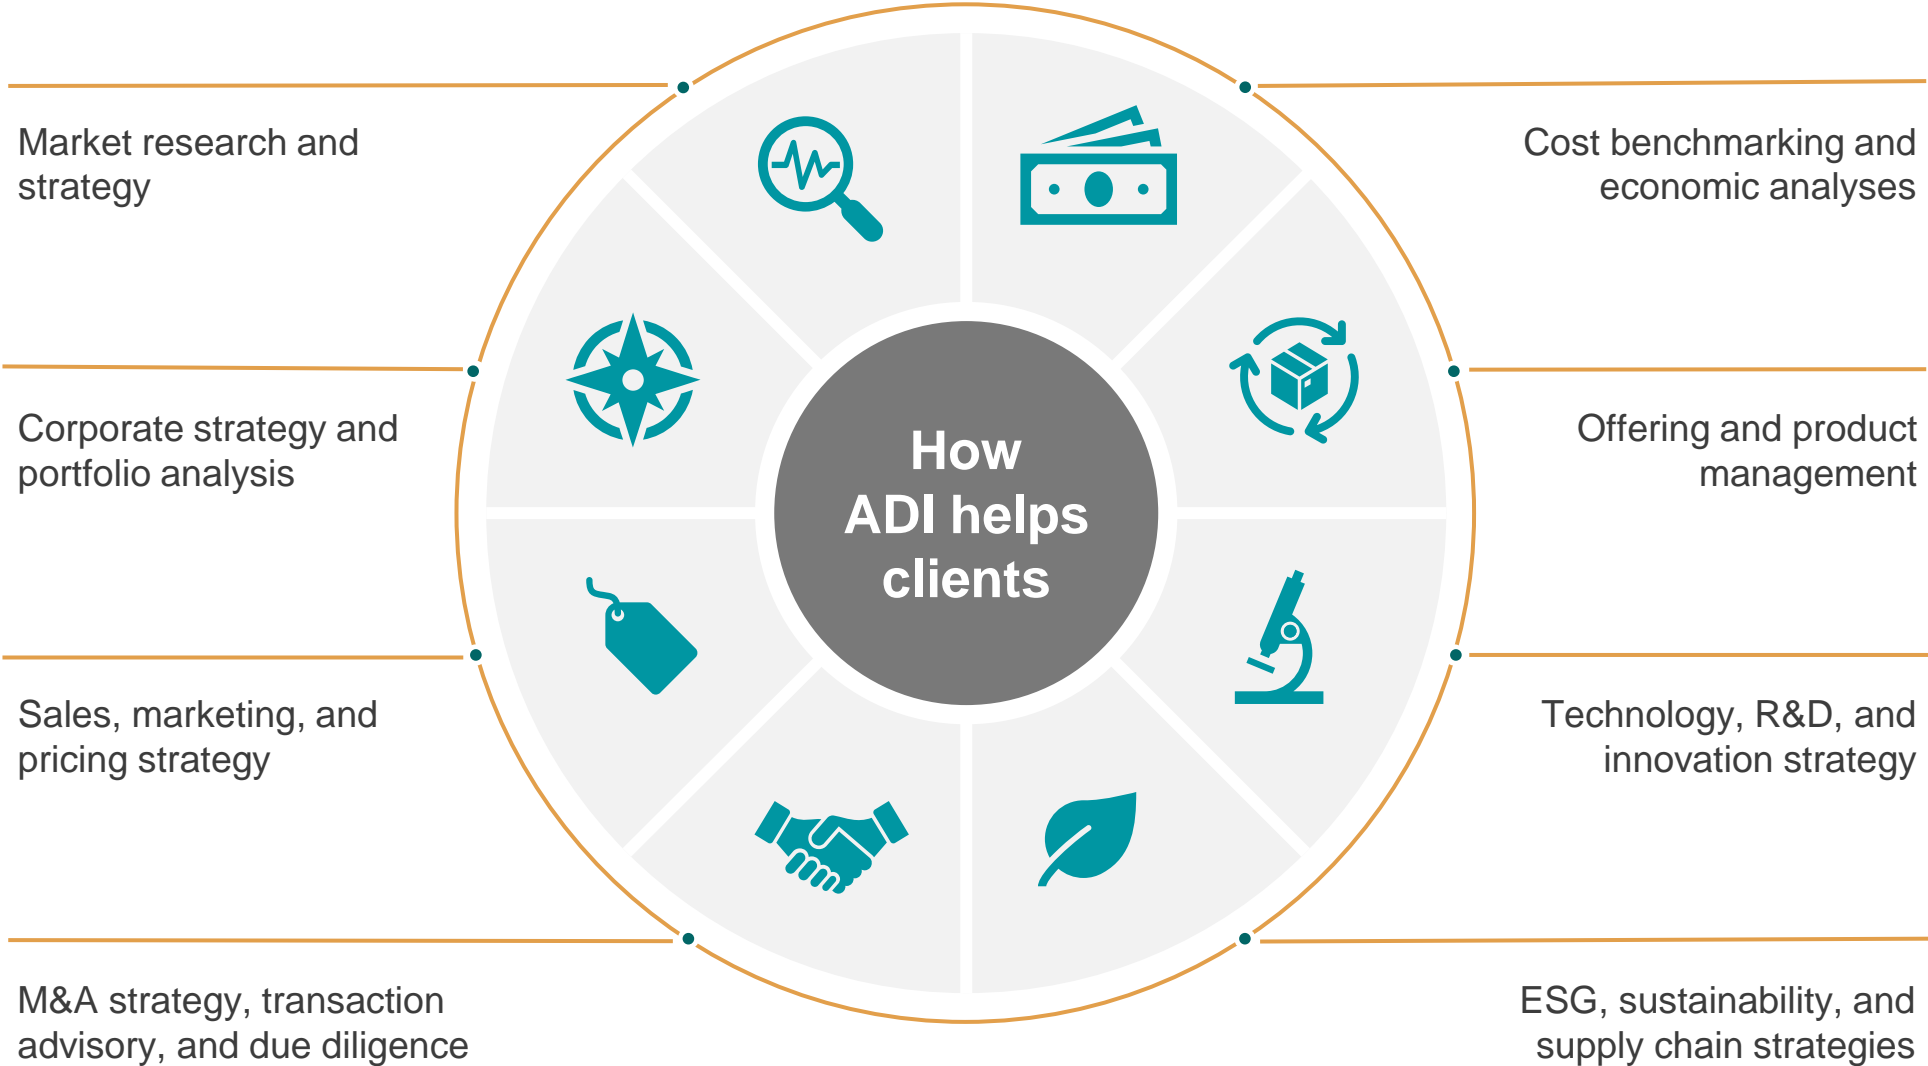 Market research and
strategy
Corporate strategy and
portfolio analysis
Sales, marketing, and
pricing strategy
M&A strategy, transaction
advisory, and due diligence
How
ADI helps
clients
Cost benchmarking and
economic analyses
Offering and product
management
Technology, R&D, and
innovation strategy
ESG, sustainability, and
supply chain strategies